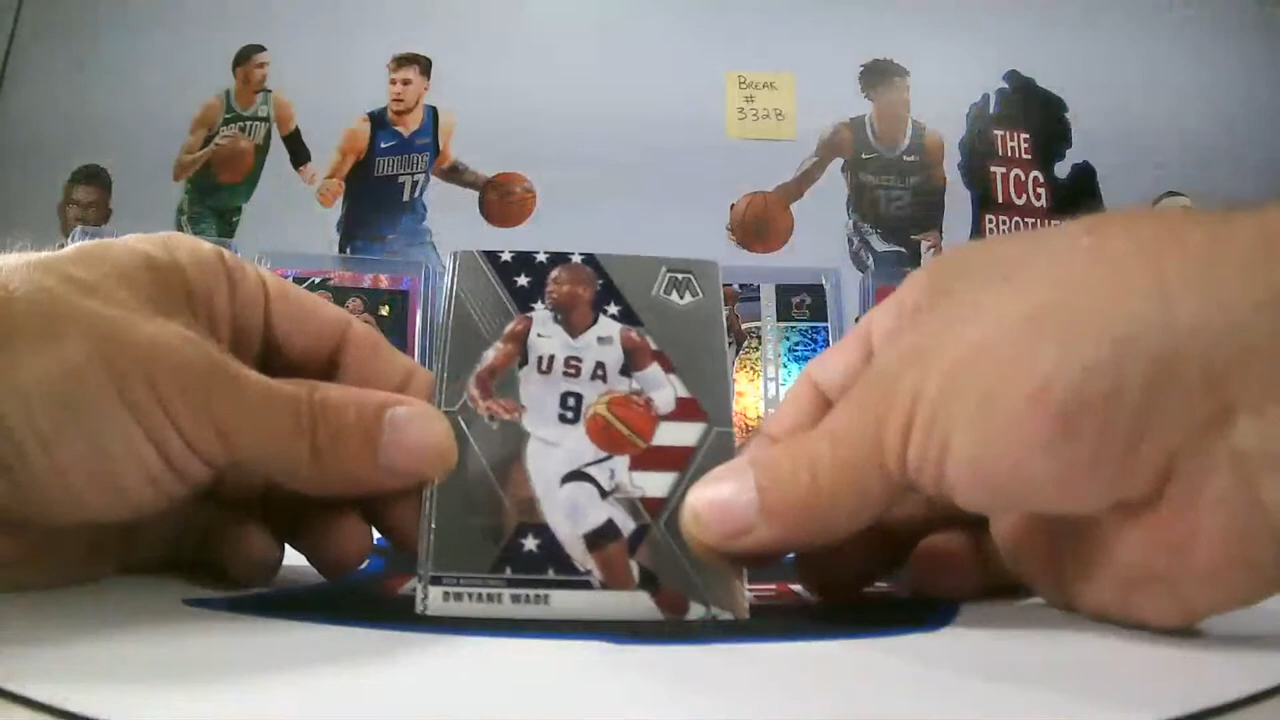 BREAK
#
332B
BOSTON
DALLAS
77
12
THE
TCG
BROTHE
M
USA
9
DWYANE WADE